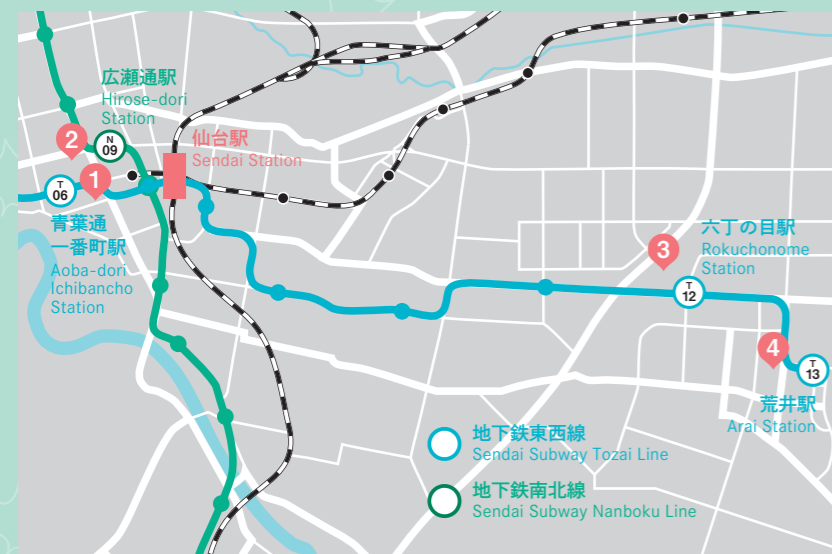 広瀬通駅
Hirose-dori
Station
2
N
09
仙台駅
Sendai Station
1
T
06
青葉通
一番町駅
Aoba-dori
Ichibancho
Station
3
六丁の目駅
Rokuchonome
Station
T
12
4
T
13
荒井駅
Arai Station
地下鉄東西線
Sendai Subway Tozai Line
地下鉄南北線
Sendai Subway Nanboku Line